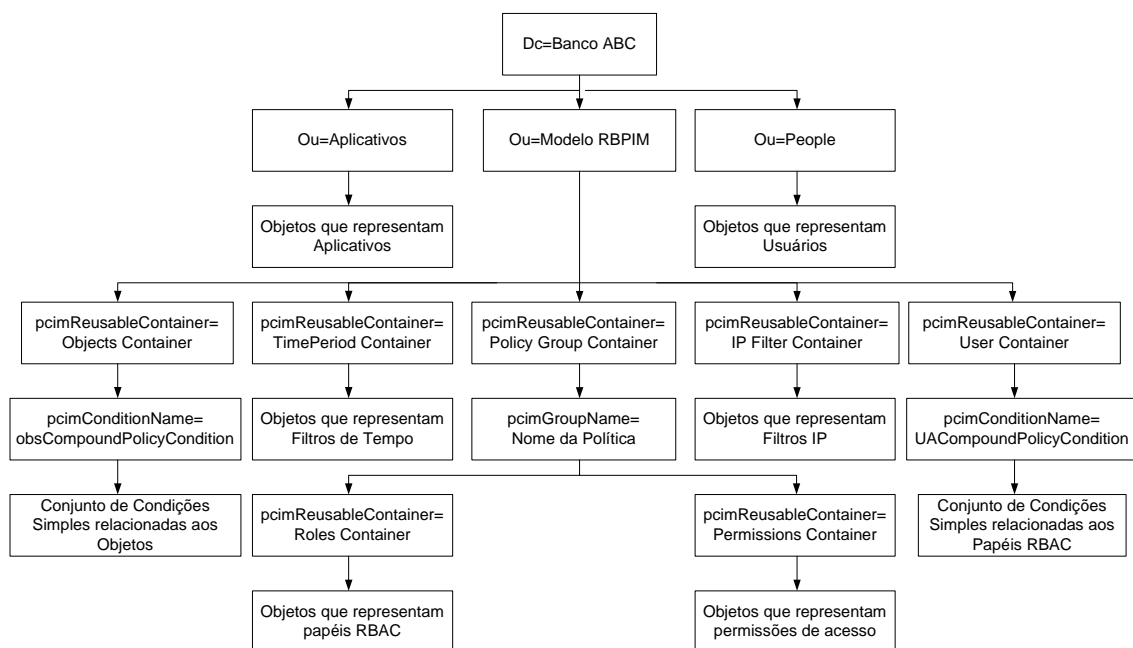 Dc=Banco ABC
Ou=Aplicativos
Ou=Modelo RBPIM
Ou=People
Objetos que representam
Aplicativos
Objetos que representam
Usuários
pcimReusableContainer=
Objects Container
pcimReusableContainer=
TimePeriod Container
pcimReusableContainer=
Policy Group Container
pcimReusableContainer=
IP Filter Container
pcimReusableContainer=
User Container
pcimConditionName=
obsCompoundPolicyCondition
Objetos que representam
Filtros de Tempo
pcimGroupName=
Nome da Política
Objetos que representam
Filtros IP
pcimConditionName=
UACompoundPolicyCondition
Conjunto de Condições
Simples relacionadas aos
Objetos
pcimReusableContainer=
Roles Container
pcimReusableContainer=
Permissions Container
Conjunto de Condições
Simples relacionadas aos
Papéis RBAC
Objetos que representam
papéis RBAC
Objetos que representam
permissões de acesso